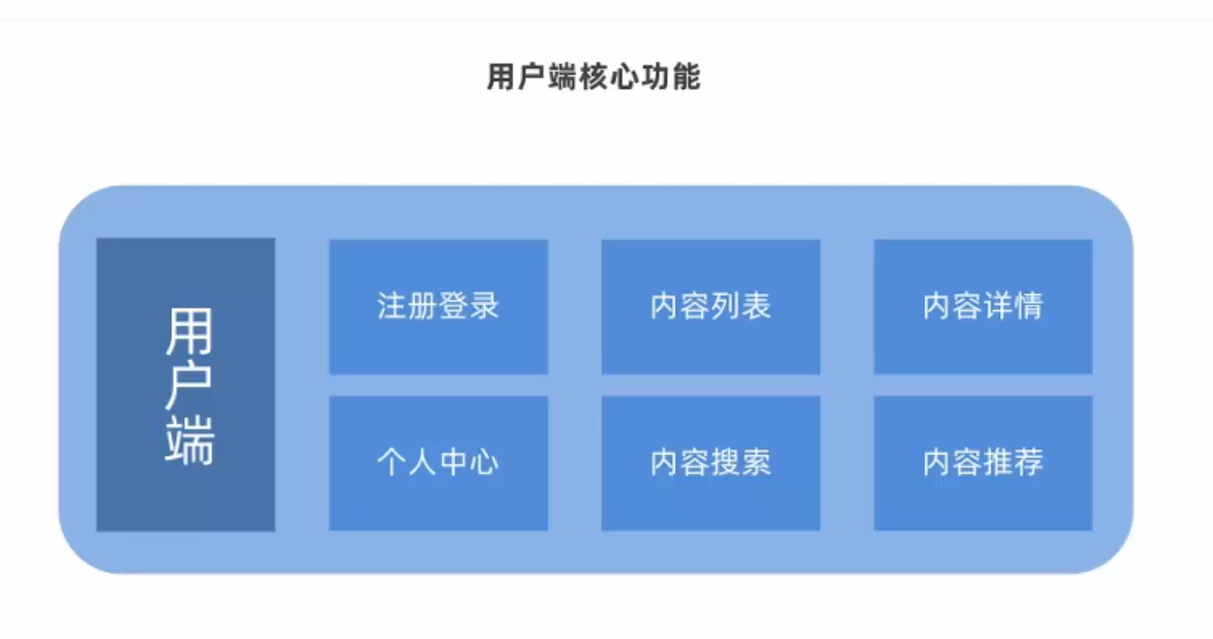 用户端核心功能
用户端
注册登录
内容列表
内容详情
个人中心
内容搜索
内容推荐